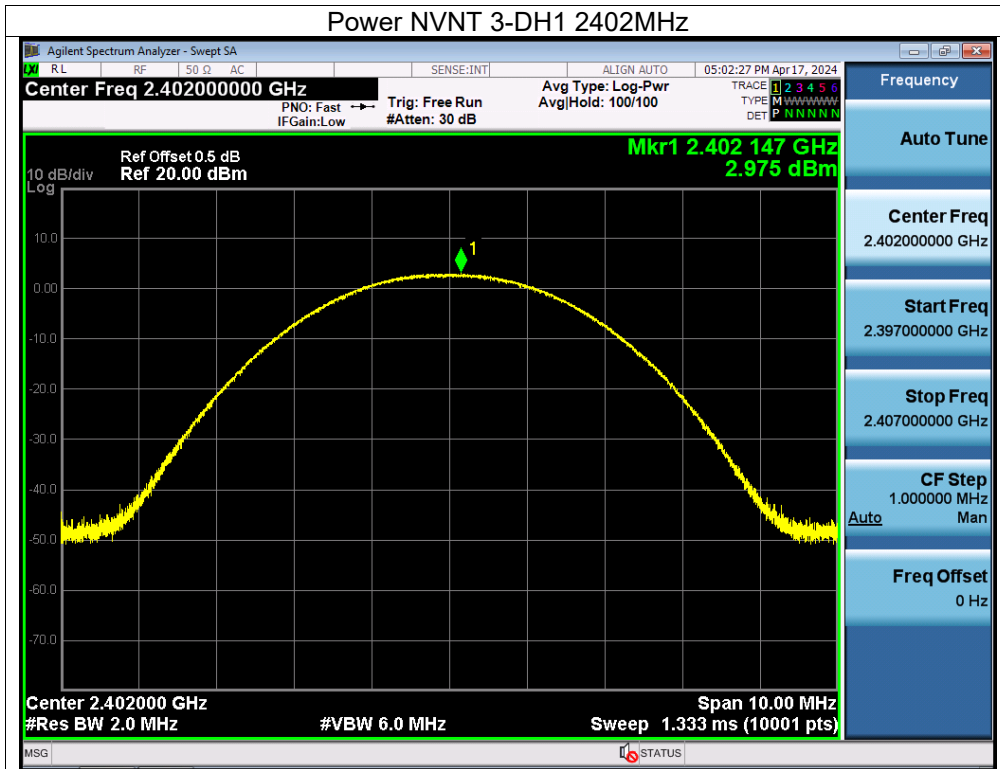 Power NVNT 3-DH1 2402MHz
Agilent Spectrum Analyzer - Swept SA
LXI RL RF 50 Ω AC SENSE:INT ALIGN AUTO 05:02:27 PM Apr 17, 2024
Center Freq 2.402000000 GHz
PNO: Fast
IFGain:Low
Trig: Free Run
#Atten: 30 dB
Avg Type: Log-Pwr
Avg|Hold: 100/100
TRACE 1 2 3 4 5 6
TYPE M WWWWW
DET P N N N N N
Mkr1 2.402 147 GHz
2.975 dBm
Ref Offset 0.5 dB
10 dB/div Ref 20.00 dBm
Log
10.0
0.00
-10.0
-20.0
-30.0
-40.0
-50.0
-60.0
-70.0
1
Center 2.402000 GHz Span 10.00 MHz
#Res BW 2.0 MHz #VBW 6.0 MHz Sweep 1.333 ms (10001 pts)
MSG STATUS
Frequency
Auto Tune
Center Freq
2.402000000 GHz
Start Freq
2.397000000 GHz
Stop Freq
2.407000000 GHz
CF Step
1.000000 MHz
Auto Man
Freq Offset
0 Hz